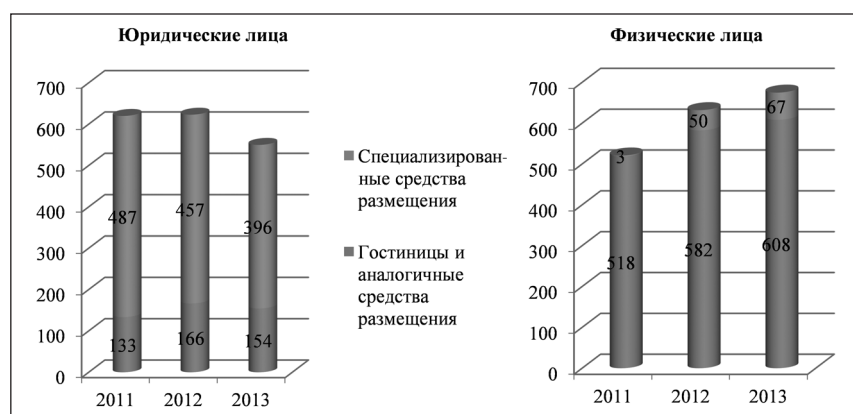 Юридические лица
700
600
500
400
300
200
100
0
487
457
396
133
166
154
2011 2012 2013
Специализирован-
ные средства
размещения
Гостиницы и
аналогичные
средства
размещения
Физические лица
700
600
500
400
300
200
100
0
3
50
67
518
582
608
2011 2012 2013